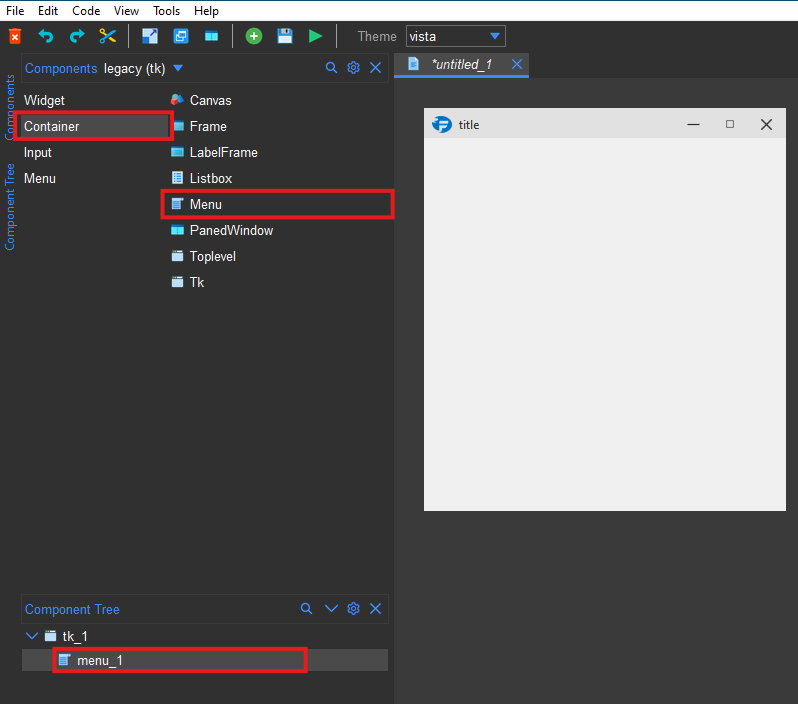 File Edit Code View Tools Help
Theme vista
Components legacy (tk)
*untitled_1
Components
Component Tree
Widget
Container
Input
Menu
Canvas
Frame
LabelFrame
Listbox
Menu
PanedWindow
Toplevel
Tk
title
Component Tree
tk_1
menu_1